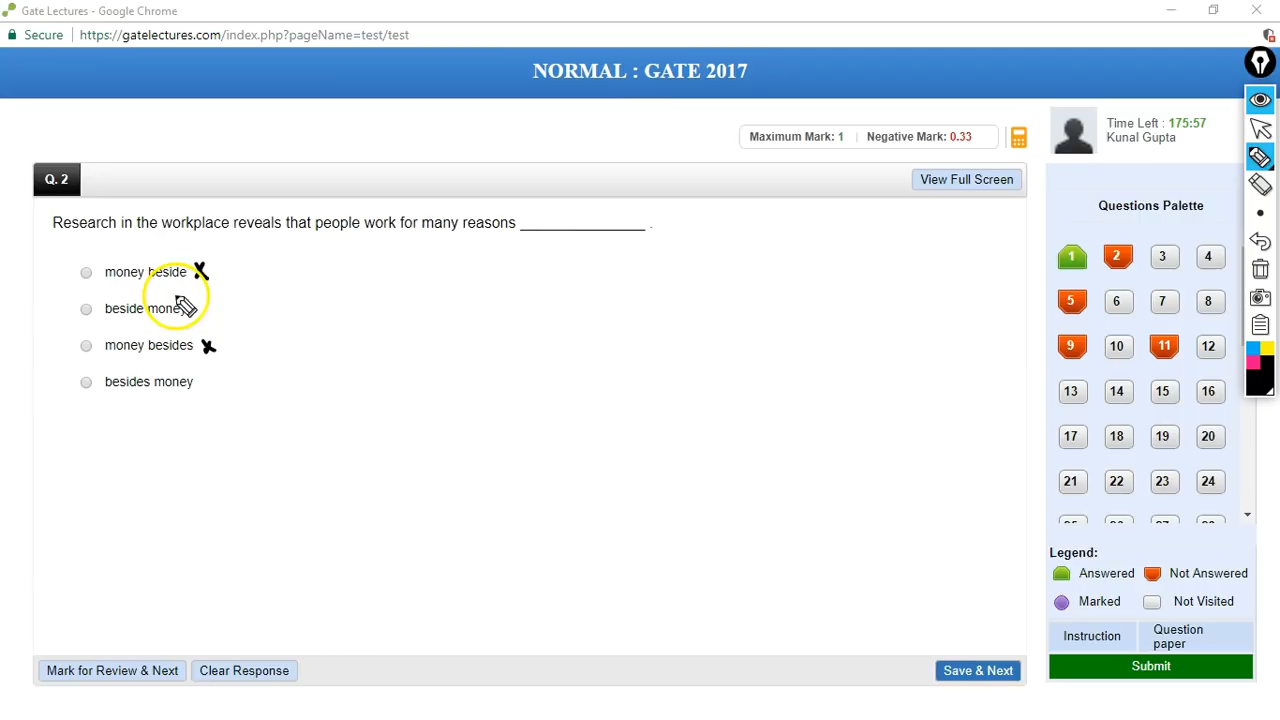 Gate Lectures - Google Chrome
Secure | https://gatelectures.com/index.php?pageName=test/test
NORMAL : GATE 2017
Maximum Mark: 1 | Negative Mark: 0.33
Time Left : 175:57
Kunal Gupta
Q. 2
View Full Screen
Research in the workplace reveals that people work for many reasons _______________ .
money beside
beside money
money besides
besides money
Questions Palette
1 2 3 4
5 6 7 8
9 10 11 12
13 14 15 16
17 18 19 20
21 22 23 24
Legend:
Answered Not Answered
Marked Not Visited
Instruction Question paper
Submit
Mark for Review & Next Clear Response Save & Next